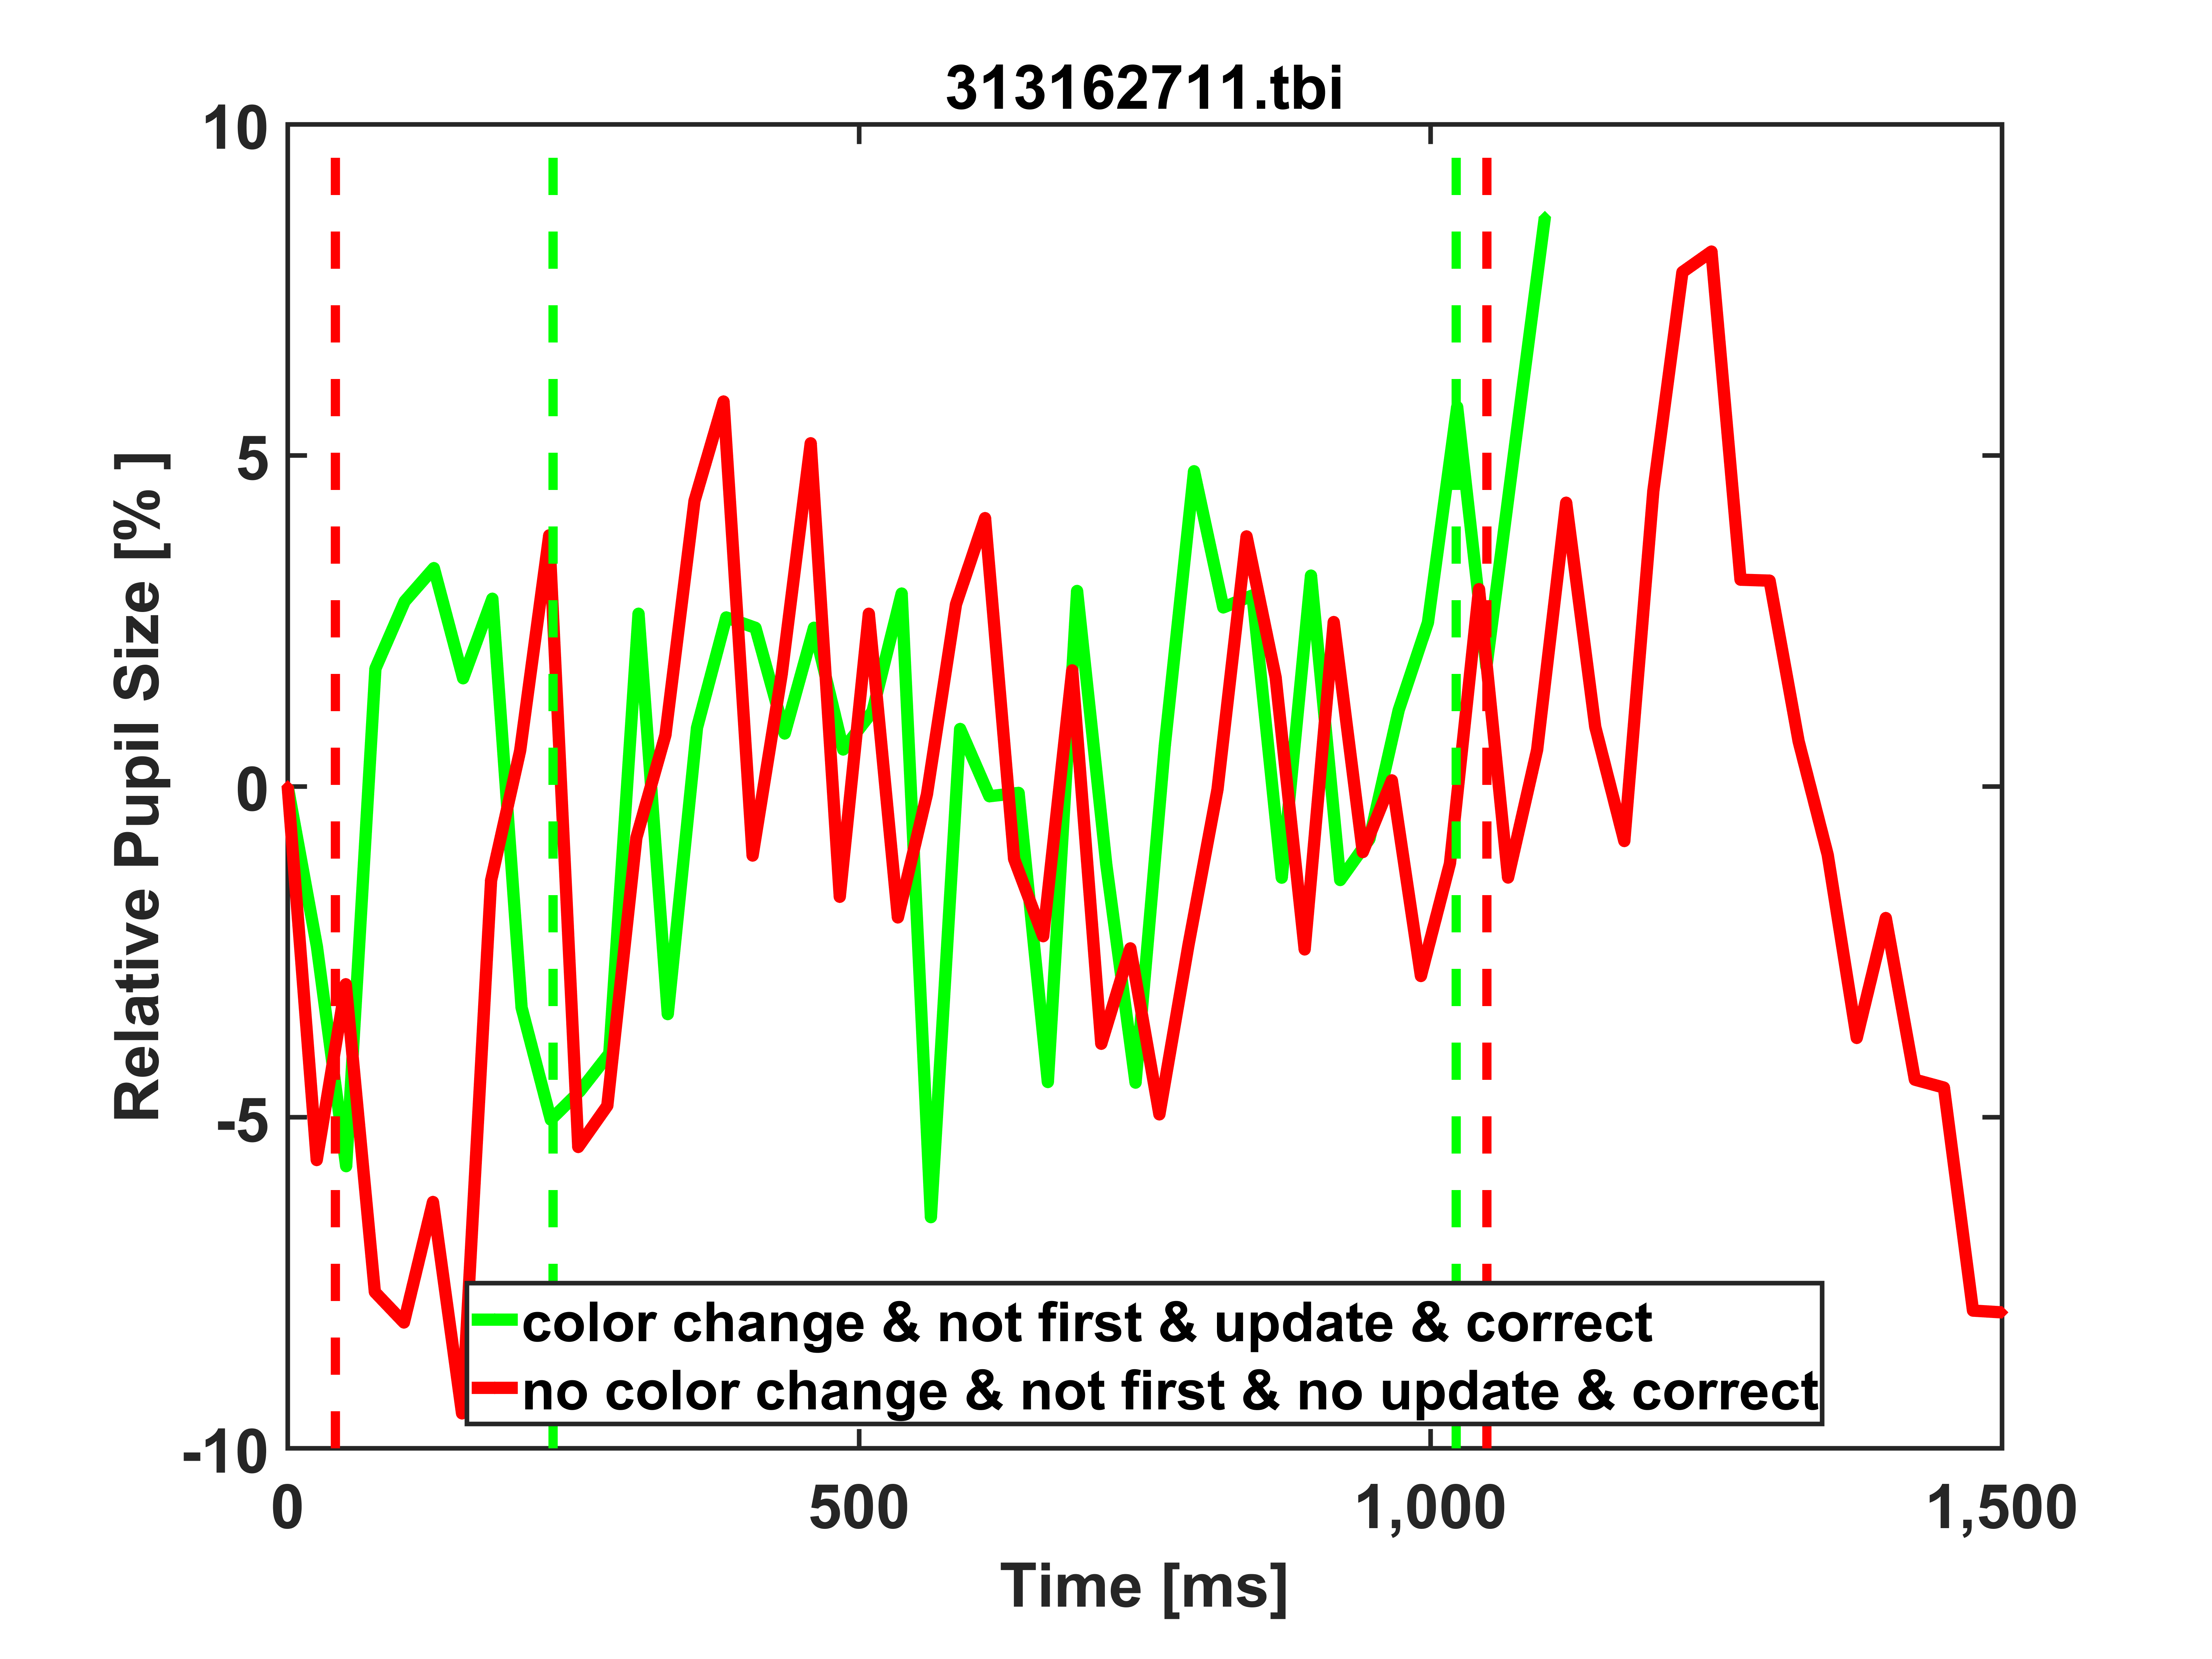 313162711.tbi
10
5
0
-5
-10
Relative Pupil Size [% ]
color change & not first & update & correct
no color change & not first & no update & correct
0 500 1,000 1,500
Time [ms]